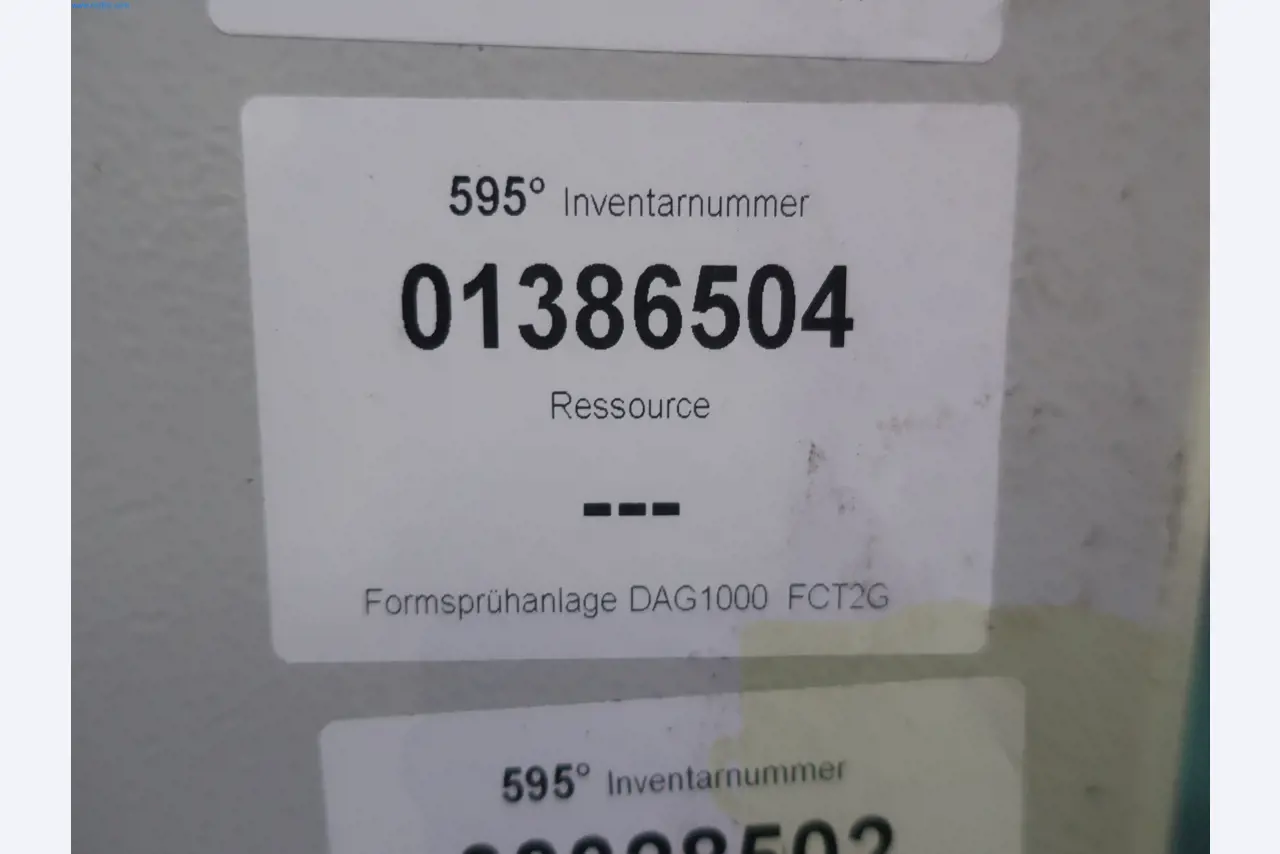 595° Inventarnummer
01386504
Ressource
---
Formsprühanlage DAG1000 FCT2G
595° Inventarnummer